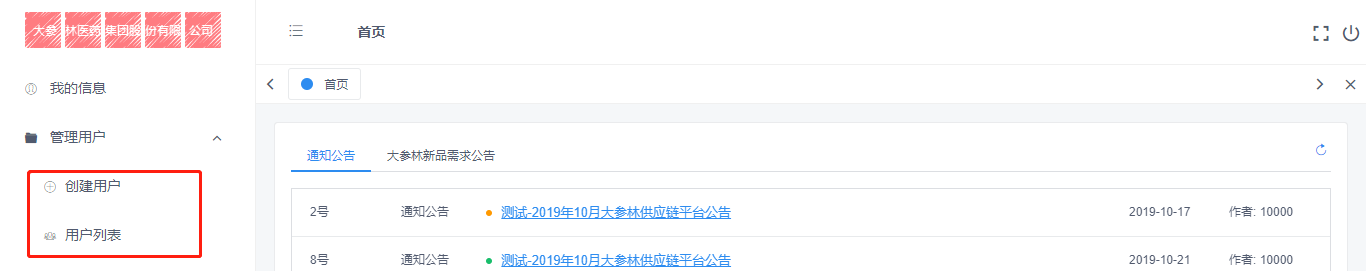 大参林医药集团股份有限公司
首页
我的信息
首页
管理用户
通知公告 大参林新品需求公告
创建用户
2号 通知公告 测试-2019年10月大参林供应链平台公告 2019-10-17 作者: 10000
用户列表
8号 通知公告 测试-2019年10月大参林供应链平台公告 2019-10-21 作者: 10000